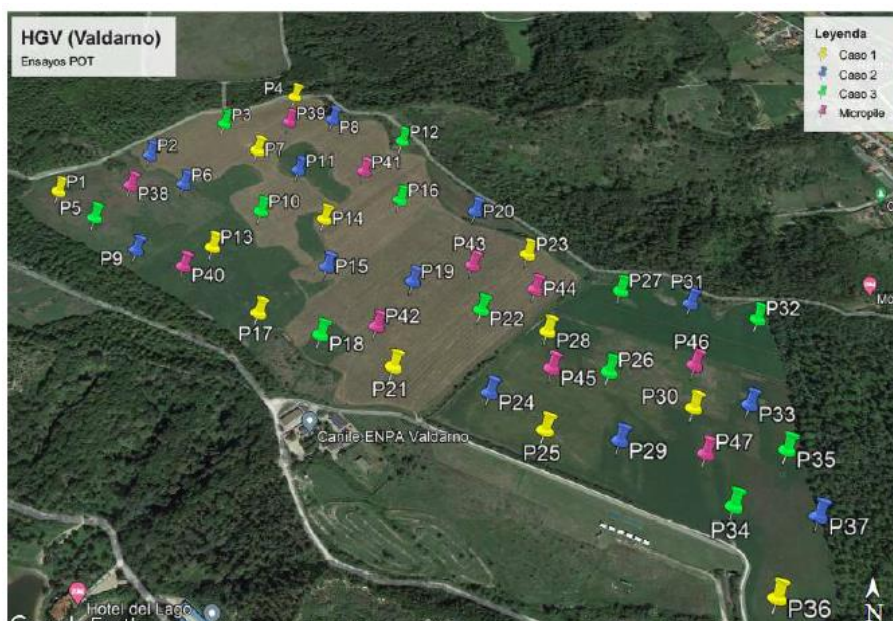 HGV (Valdarno)
Ensayos POT
Leyenda
Caso 1
Caso 2
Caso 3
Micropile
P4
P3
P39
P8
P12
P2
P7
P11
P41
P1
P38
P6
P5
P10
P16
P14
P20
P9
P13
P40
P15
P43
P23
P19
P44
P27
P31
P32
P17
P18
P42
P22
P28
P21
P45
P26
P46
P24
P30
P33
P25
P29
P47
P35
Canile ENPA Valdarno
P34
P37
P36
Hotel del Lago
N